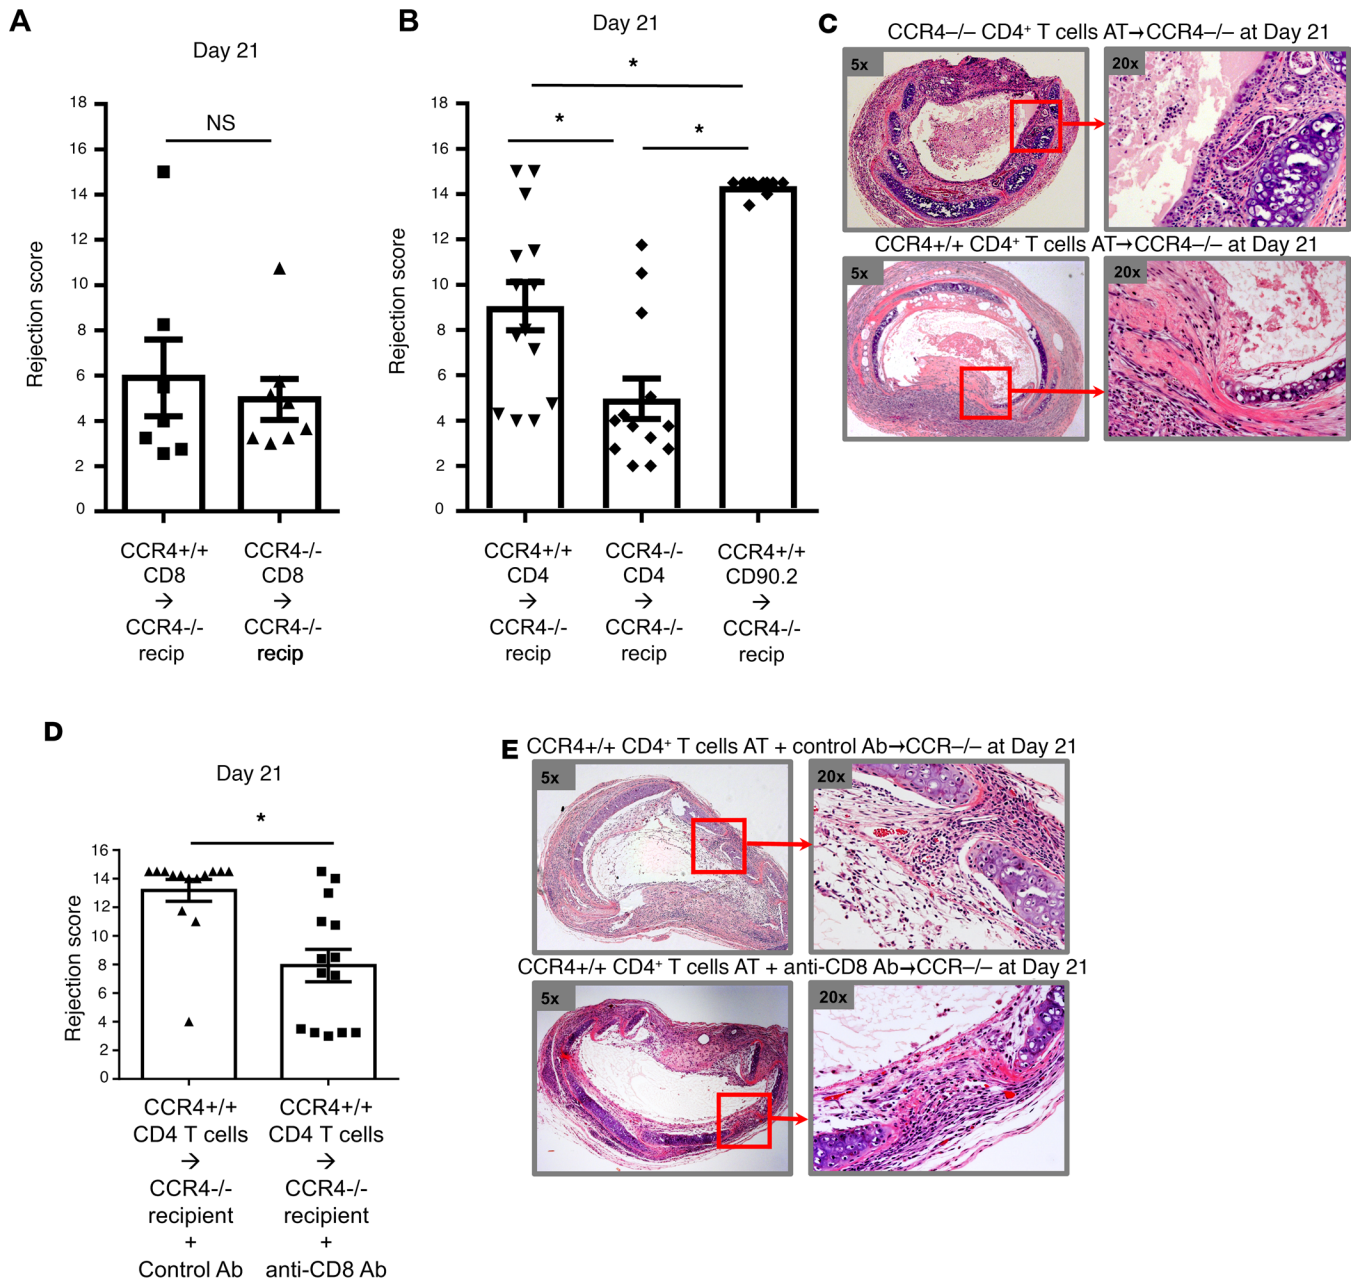 A
Day 21
NS
Rejection score
18
16
14
12
10
8
6
4
2
0
CCR4+/+
CD8
→
CCR4-/-
recip
CCR4-/-
CD8
→
CCR4-/-
recip
B
Day 21
*
*
*
Rejection score
18
16
14
12
10
8
6
4
2
0
CCR4+/+
CD4
→
CCR4-/-
recip
CCR4-/-
CD4
→
CCR4-/-
recip
CCR4+/+
CD90.2
→
CCR4-/-
recip
C
CCR4–/– CD4⁺ T cells AT→CCR4–/– at Day 21
5x
20x
CCR4+/+ CD4⁺ T cells AT→CCR4–/– at Day 21
5x
20x
D
Day 21
*
Rejection score
16
14
12
10
8
6
4
2
0
CCR4+/+
CD4 T cells
→
CCR4-/-
recipient
+
Control Ab
CCR4+/+
CD4 T cells
→
CCR4-/-
recipient
+
anti-CD8 Ab
E
CCR4+/+ CD4⁺ T cells AT + control Ab→CCR–/– at Day 21
5x
20x
CCR4+/+ CD4⁺ T cells AT + anti-CD8 Ab→CCR–/– at Day 21
5x
20x